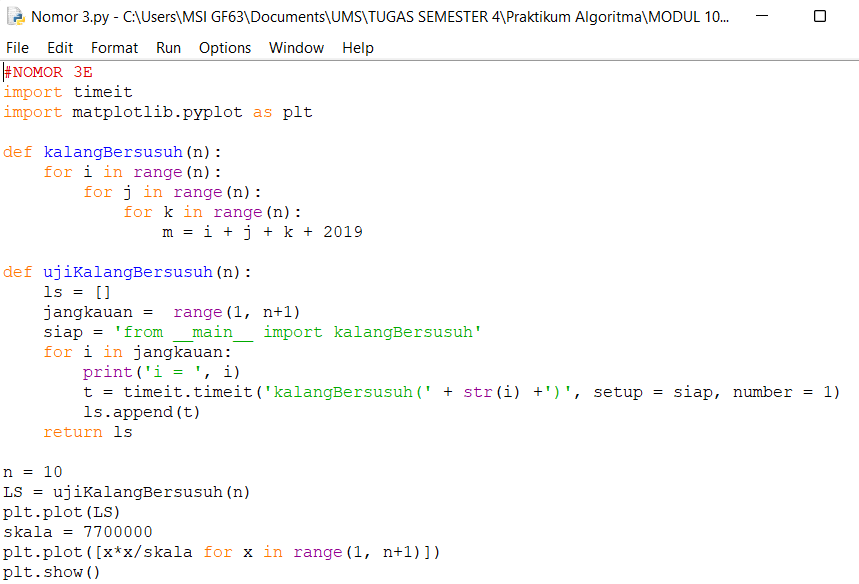 Nomor 3.py - C:\Users\MSI GF63\Documents\UMS\TUGAS SEMESTER 4\Praktikum Algoritma\MODUL 10...
File Edit Format Run Options Window Help
#NOMOR 3E
import timeit
import matplotlib.pyplot as plt

def kalangBersusuh(n):
    for i in range(n):
        for j in range(n):
            for k in range(n):
                m = i + j + k + 2019

def ujiKalangBersusuh(n):
    ls = []
    jangkauan =  range(1, n+1)
    siap = 'from __main__ import kalangBersusuh'
    for i in jangkauan:
        print('i = ', i)
        t = timeit.timeit('kalangBersusuh(' + str(i) +')', setup = siap, number = 1)
        ls.append(t)
    return ls

n = 10
LS = ujiKalangBersusuh(n)
plt.plot(LS)
skala = 7700000
plt.plot([x*x/skala for x in range(1, n+1)])
plt.show()